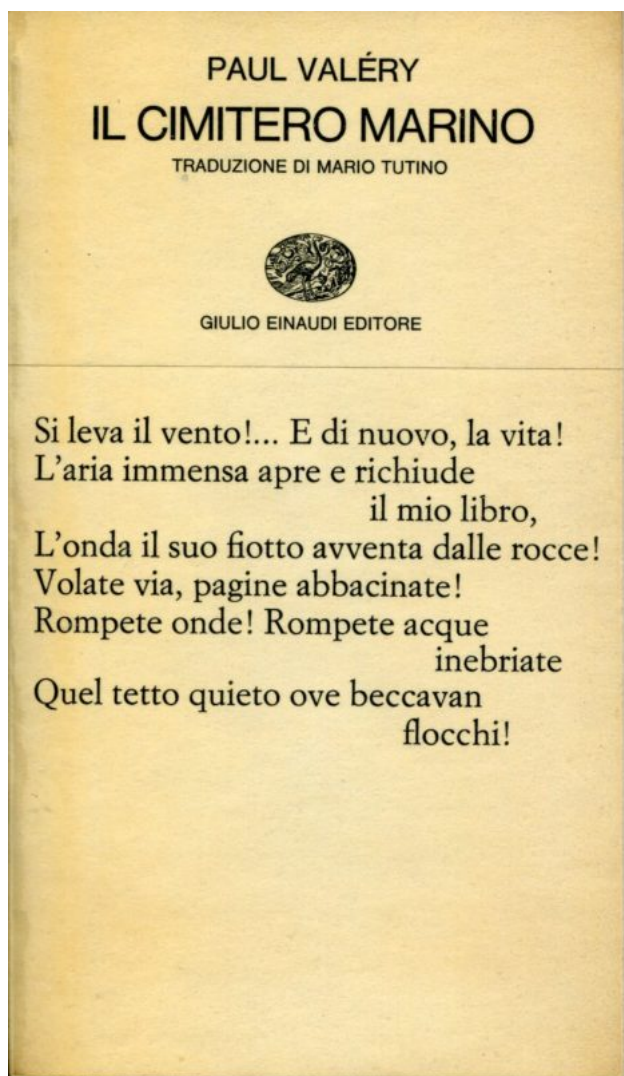 PAUL VALÉRY
IL CIMITERO MARINO
TRADUZIONE DI MARIO TUTINO
GIULIO EINAUDI EDITORE
Si leva il vento!... E di nuovo, la vita!
L'aria immensa apre e richiude
il mio libro,
L'onda il suo fiotto avventa dalle rocce!
Volate via, pagine abbacinate!
Rompete onde! Rompete acque
inebriate
Quel tetto quieto ove beccavan
flocchi!